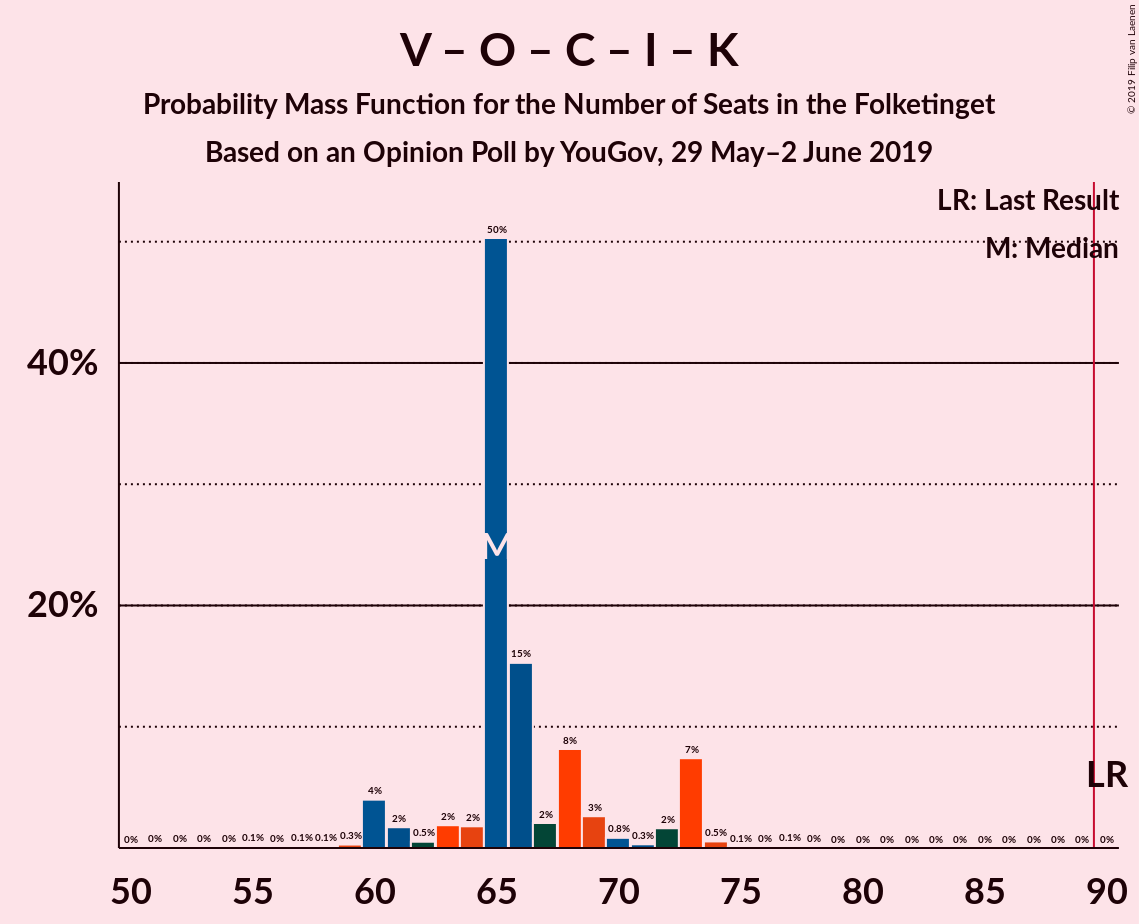 V – O – C – I – K
Probability Mass Function for the Number of Seats in the Folketinget
Based on an Opinion Poll by YouGov, 29 May–2 June 2019
© 2019 Filip van Laenen
LR: Last Result
M: Median
40%
20%
0% 0% 0% 0% 0% 0.1% 0% 0.1% 0.1% 0.3% 4% 2% 0.5% 2% 2% 50% 15% 2% 8% 3% 0.8% 0.3% 2% 7% 0.5% 0.1% 0% 0.1% 0% 0% 0% 0% 0% 0% 0% 0% 0% 0% 0% 0% 0%
M
LR
50 55 60 65 70 75 80 85 90